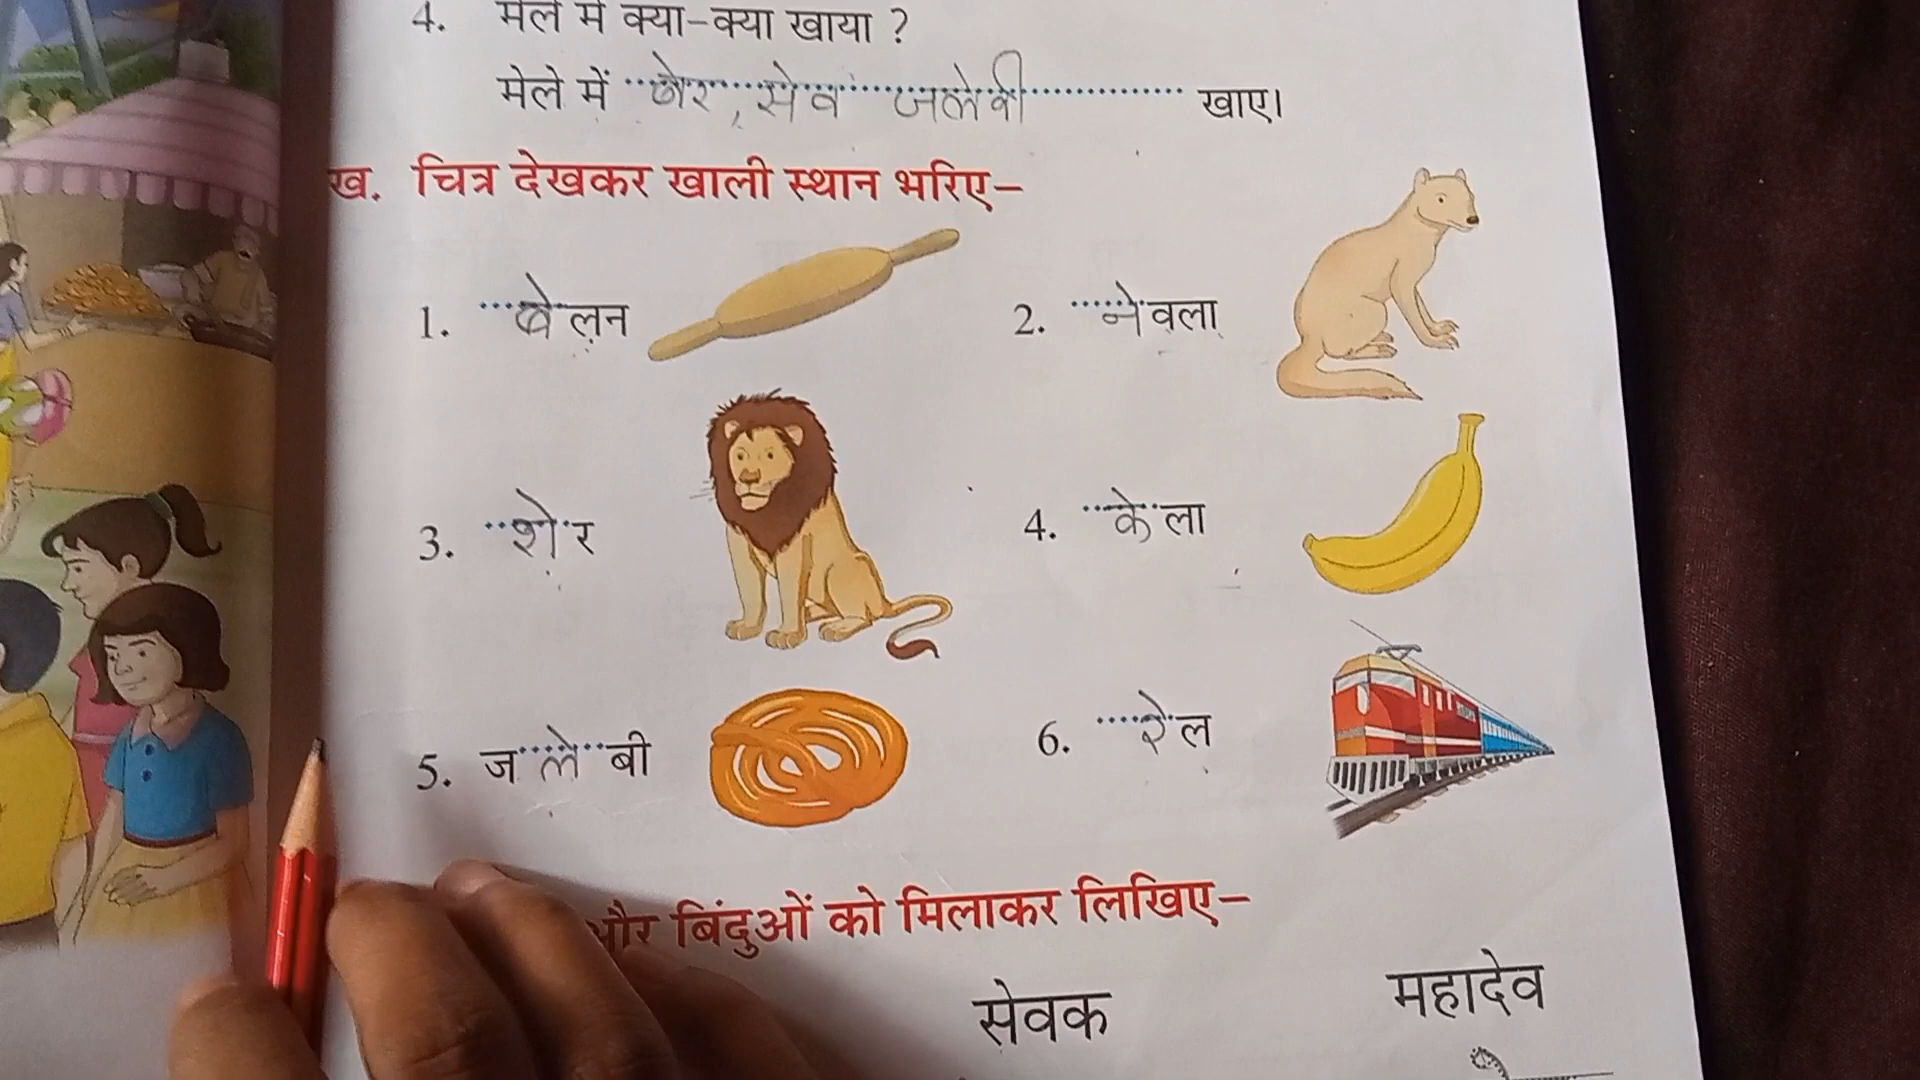 4. मेले में क्या-क्या खाया ?
मेले में बेर, सेव जलेबी खाए।
ख. चित्र देखकर खाली स्थान भरिए-
1. बेलन
2. नेवला
3. शेर
4. केला
5. जलेबी
6. रेल
और बिंदुओं को मिलाकर लिखिए-
सेवक महादेव